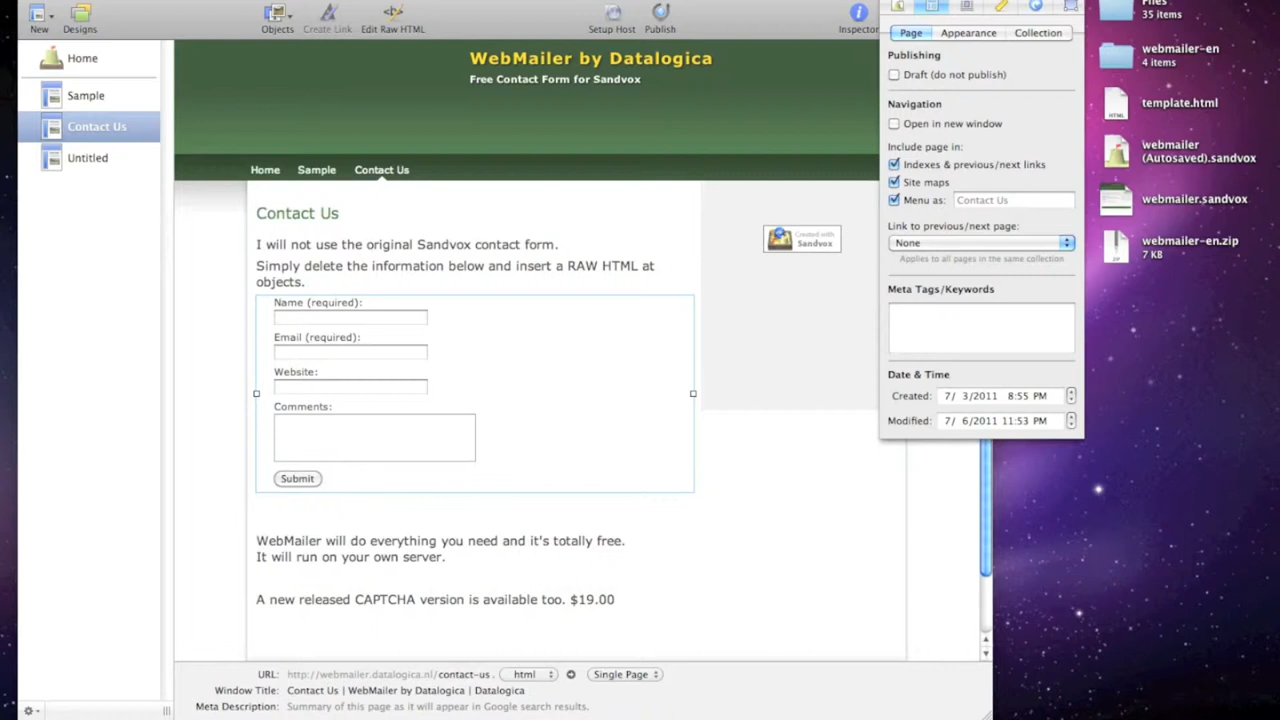 New
Designs
Objects
Create Link
Edit Raw HTML
Setup Host
Publish
Inspector
Home
Sample
Contact Us
Untitled
WebMailer by Datalogica
Free Contact Form for Sandvox
Home
Sample
Contact Us
Contact Us
I will not use the original Sandvox contact form.
Simply delete the information below and insert a RAW HTML at
objects.
Name (required):
Email (required):
Website:
Comments:
Submit
WebMailer will do everything you need and it's totally free.
It will run on your own server.
A new released CAPTCHA version is available too. $19.00
Created with
Sandvox
URL: http://webmailer.datalogica.nl/contact-us . html Single Page
Window Title: Contact Us | WebMailer by Datalogica | Datalogica
Meta Description: Summary of this page as it will appear in Google search results.
Page
Appearance
Collection
Publishing
Draft (do not publish)
Navigation
Open in new window
Include page in:
Indexes & previous/next links
Site maps
Menu as: Contact Us
Link to previous/next page:
None
Applies to all pages in the same collection
Meta Tags/Keywords
Date & Time
Created: 7/ 3/2011 8:55 PM
Modified: 7/ 6/2011 11:53 PM
Files
35 items
webmailer-en
4 items
HTML
template.html
webmailer
(Autosaved).sandvox
webmailer.sandvox
ZIP
webmailer-en.zip
7 KB